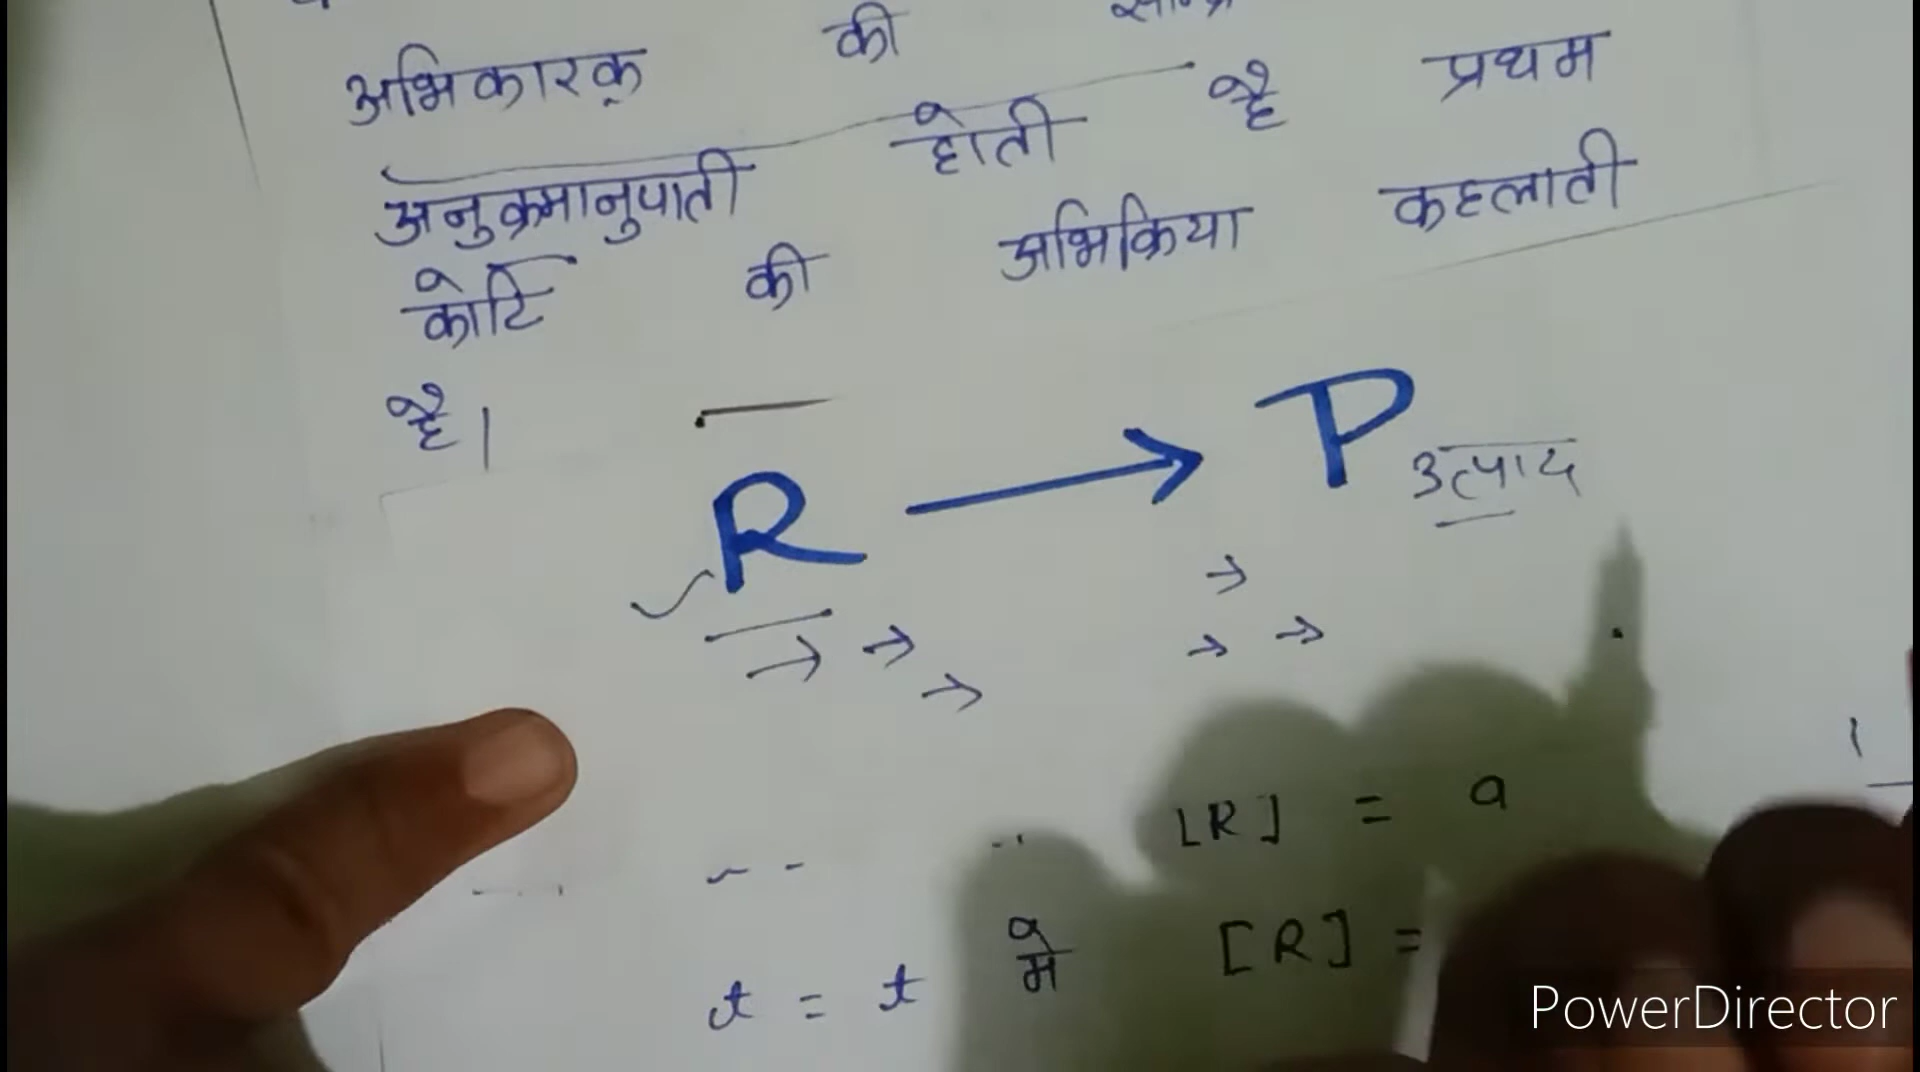 अभिकारक की
अनुक्रमानुपाती होती है प्रथम
कोटि की अभिक्रिया कहलाती
है।
R → P उत्पाद
→ → →
→ → →
[R] = a
t = t में [R] =
PowerDirector